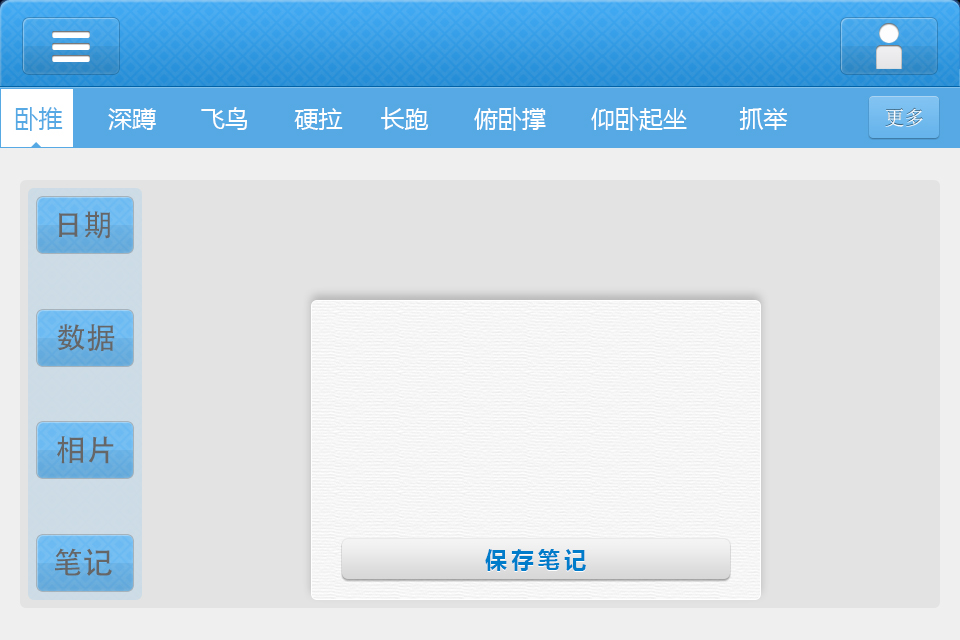 卧推 深蹲 飞鸟 硬拉 长跑 俯卧撑 仰卧起坐 抓举 更多
日期
数据
相片
笔记
保存笔记